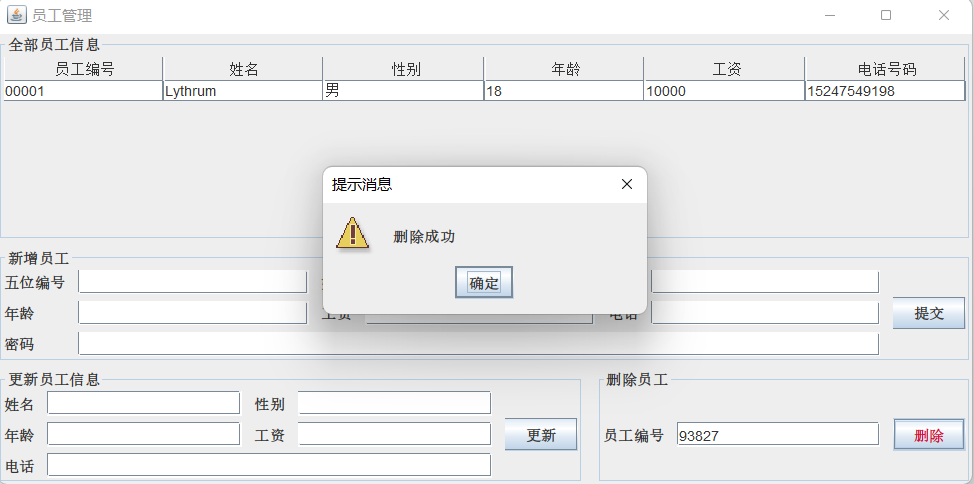 员工管理
全部员工信息
员工编号 姓名 性别 年龄 工资 电话号码
00001 Lythrum 男 18 10000 15247549198
提示消息
删除成功
确定
新增员工
五位编号
年龄 工资 电话 提交
密码
更新员工信息 删除员工
姓名 性别
年龄 工资 更新 员工编号 93827 删除
电话